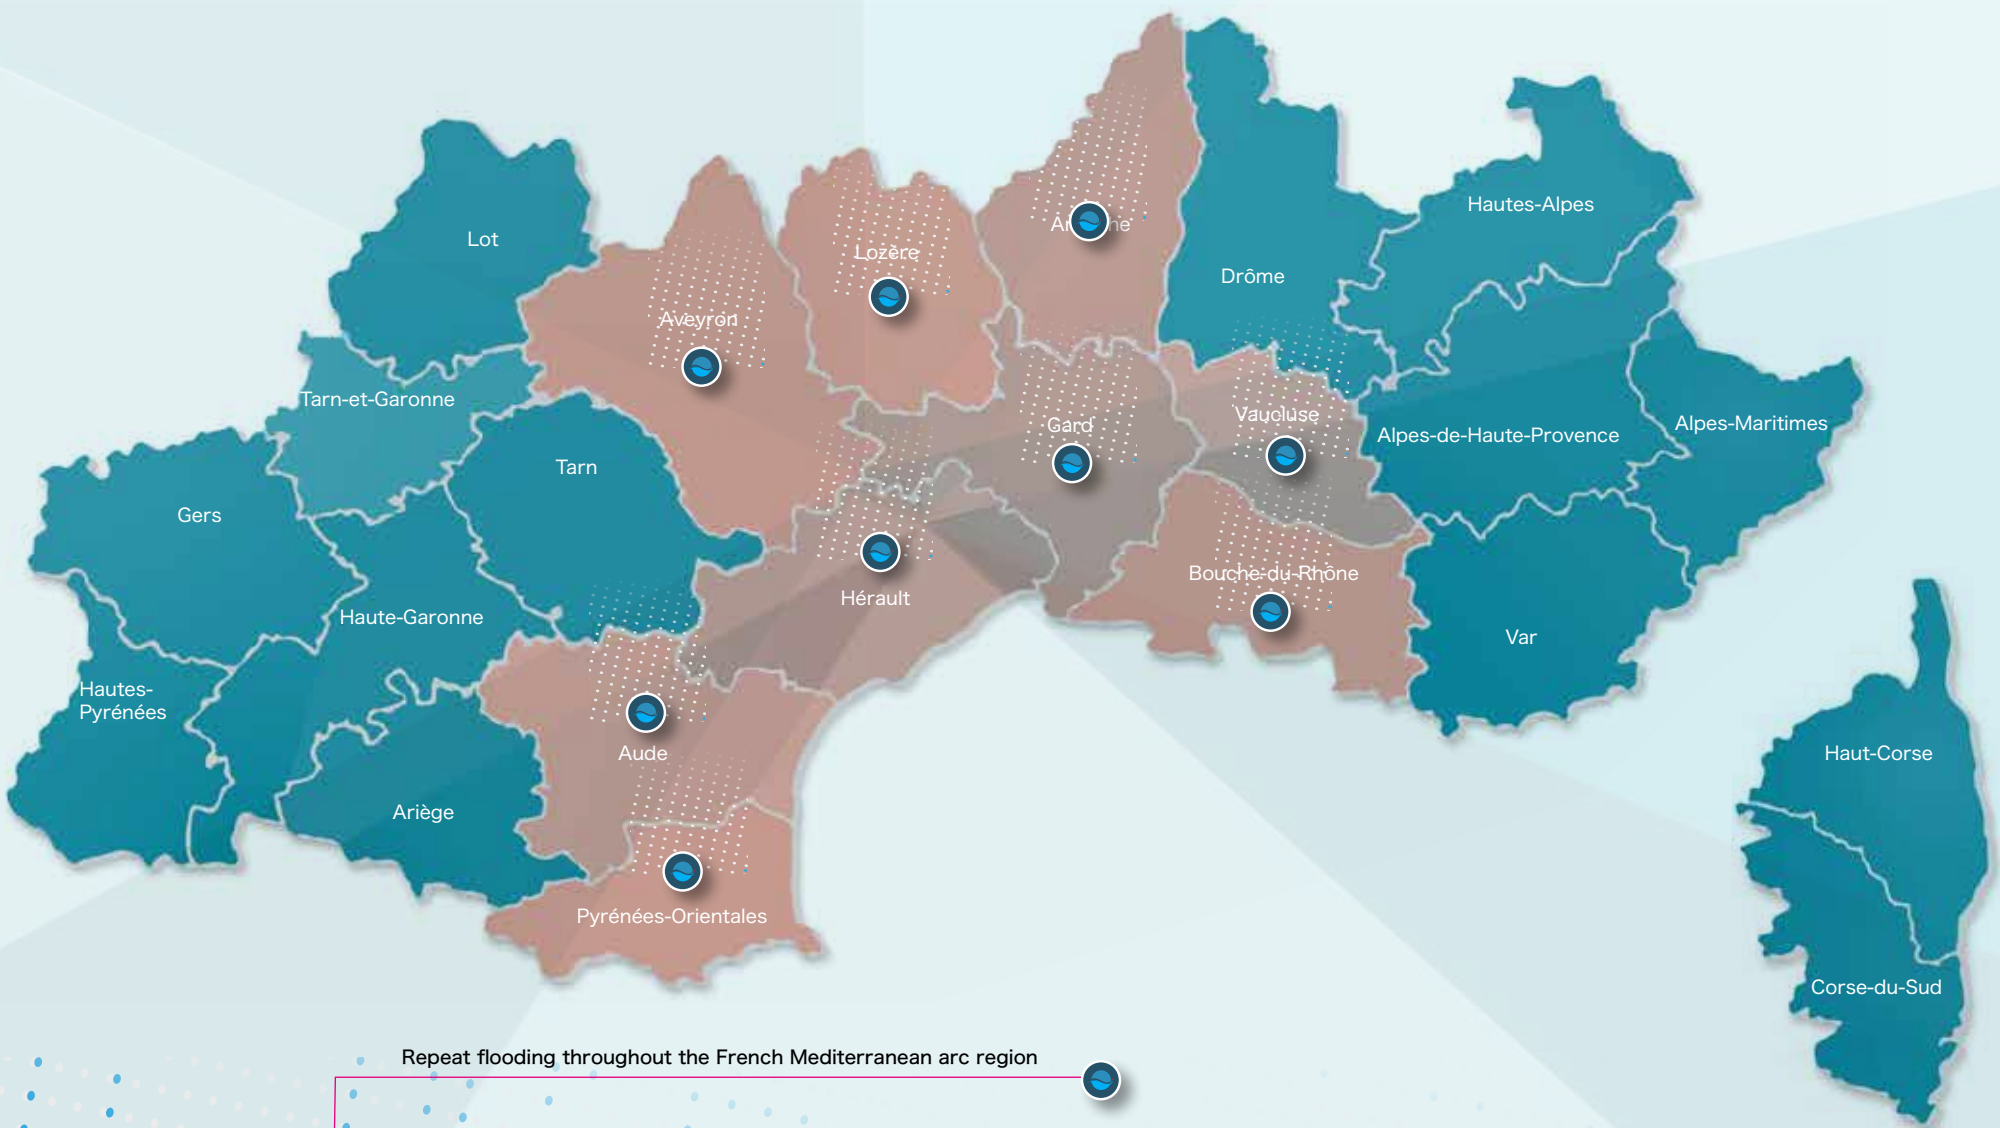 Hautes-Alpes
Lot
Lozère
Drôme
Aveyron
Tarn-et-Garonne
Vaucluse
Gard
Alpes-Maritimes
Alpes-de-Haute-Provence
Tarn
Gers
Bouche-du-Rhône
Hérault
Haute-Garonne
Var
Hautes-
Pyrénées
Aude
Haut-Corse
Ariège
Pyrénées-Orientales
Corse-du-Sud
Repeat flooding throughout the French Mediterranean arc region